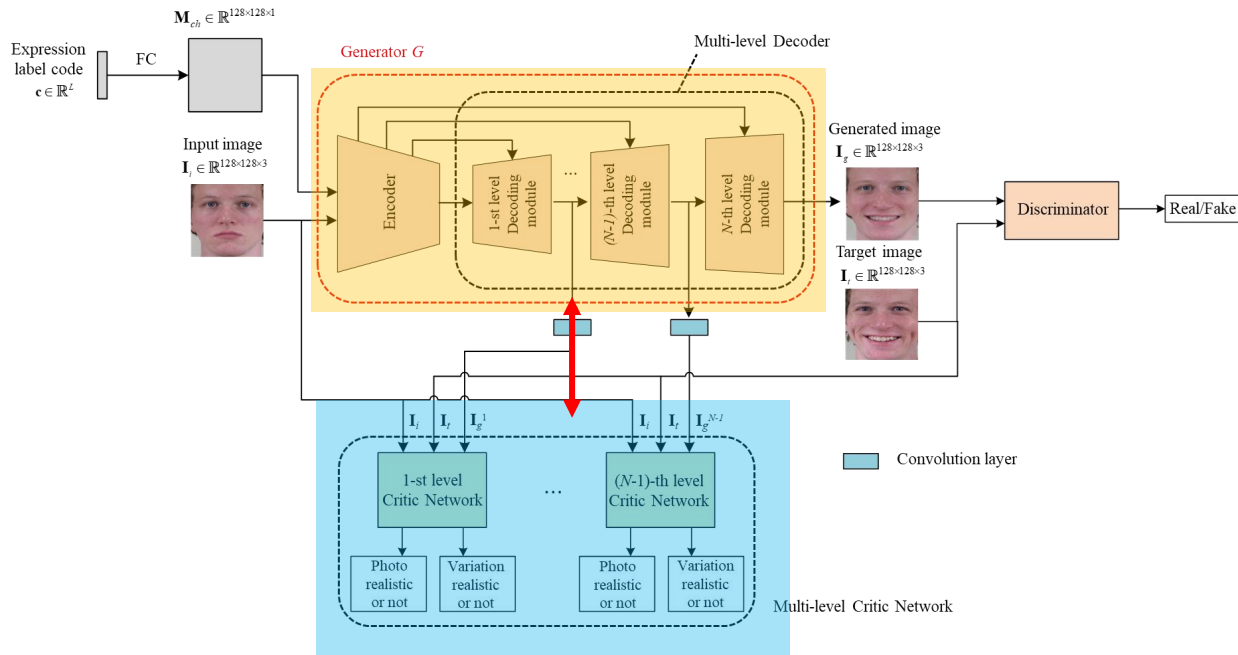 M_ch ∈ ℝ^128×128×1
Expression
label code
c ∈ ℝ^L
FC
Generator G
Multi-level Decoder
Input image
I_i ∈ ℝ^128×128×3
Encoder
1-st level
Decoding
module
...
(N-1)-th level
Decoding
module
N-th level
Decoding
module
Generated image
I_g ∈ ℝ^128×128×3
Discriminator
Real/Fake
Target image
I_t ∈ ℝ^128×128×3
I_i
I_t
I_g^1
I_i
I_t
I_g^N-1
Convolution layer
1-st level
Critic Network
...
(N-1)-th level
Critic Network
Photo
realistic
or not
Variation
realistic
or not
Photo
realistic
or not
Variation
realistic
or not
Multi-level Critic Network